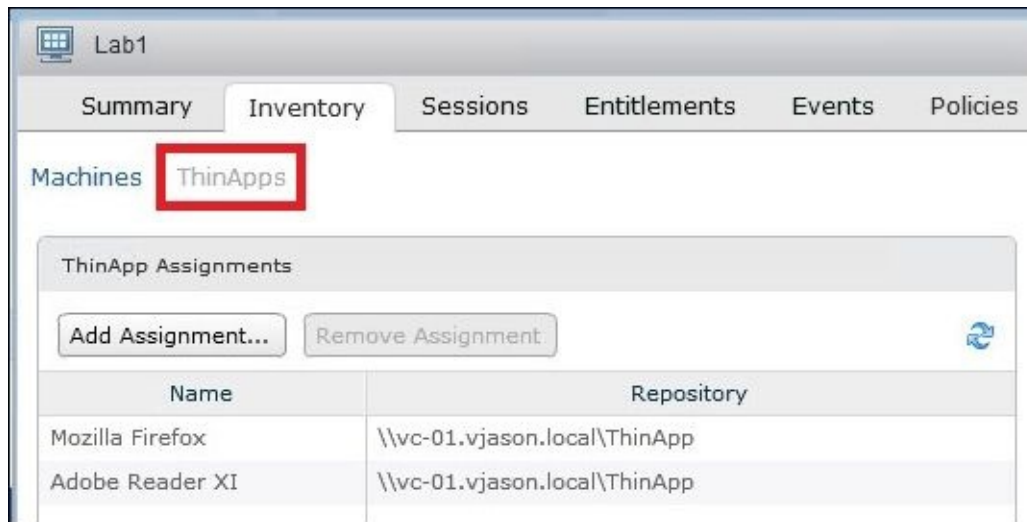 Lab1
Summary Inventory Sessions Entitlements Events Policies
Machines ThinApps
ThinApp Assignments
Add Assignment... Remove Assignment
Name Repository
Mozilla Firefox \\vc-01.vjason.local\ThinApp
Adobe Reader XI \\vc-01.vjason.local\ThinApp